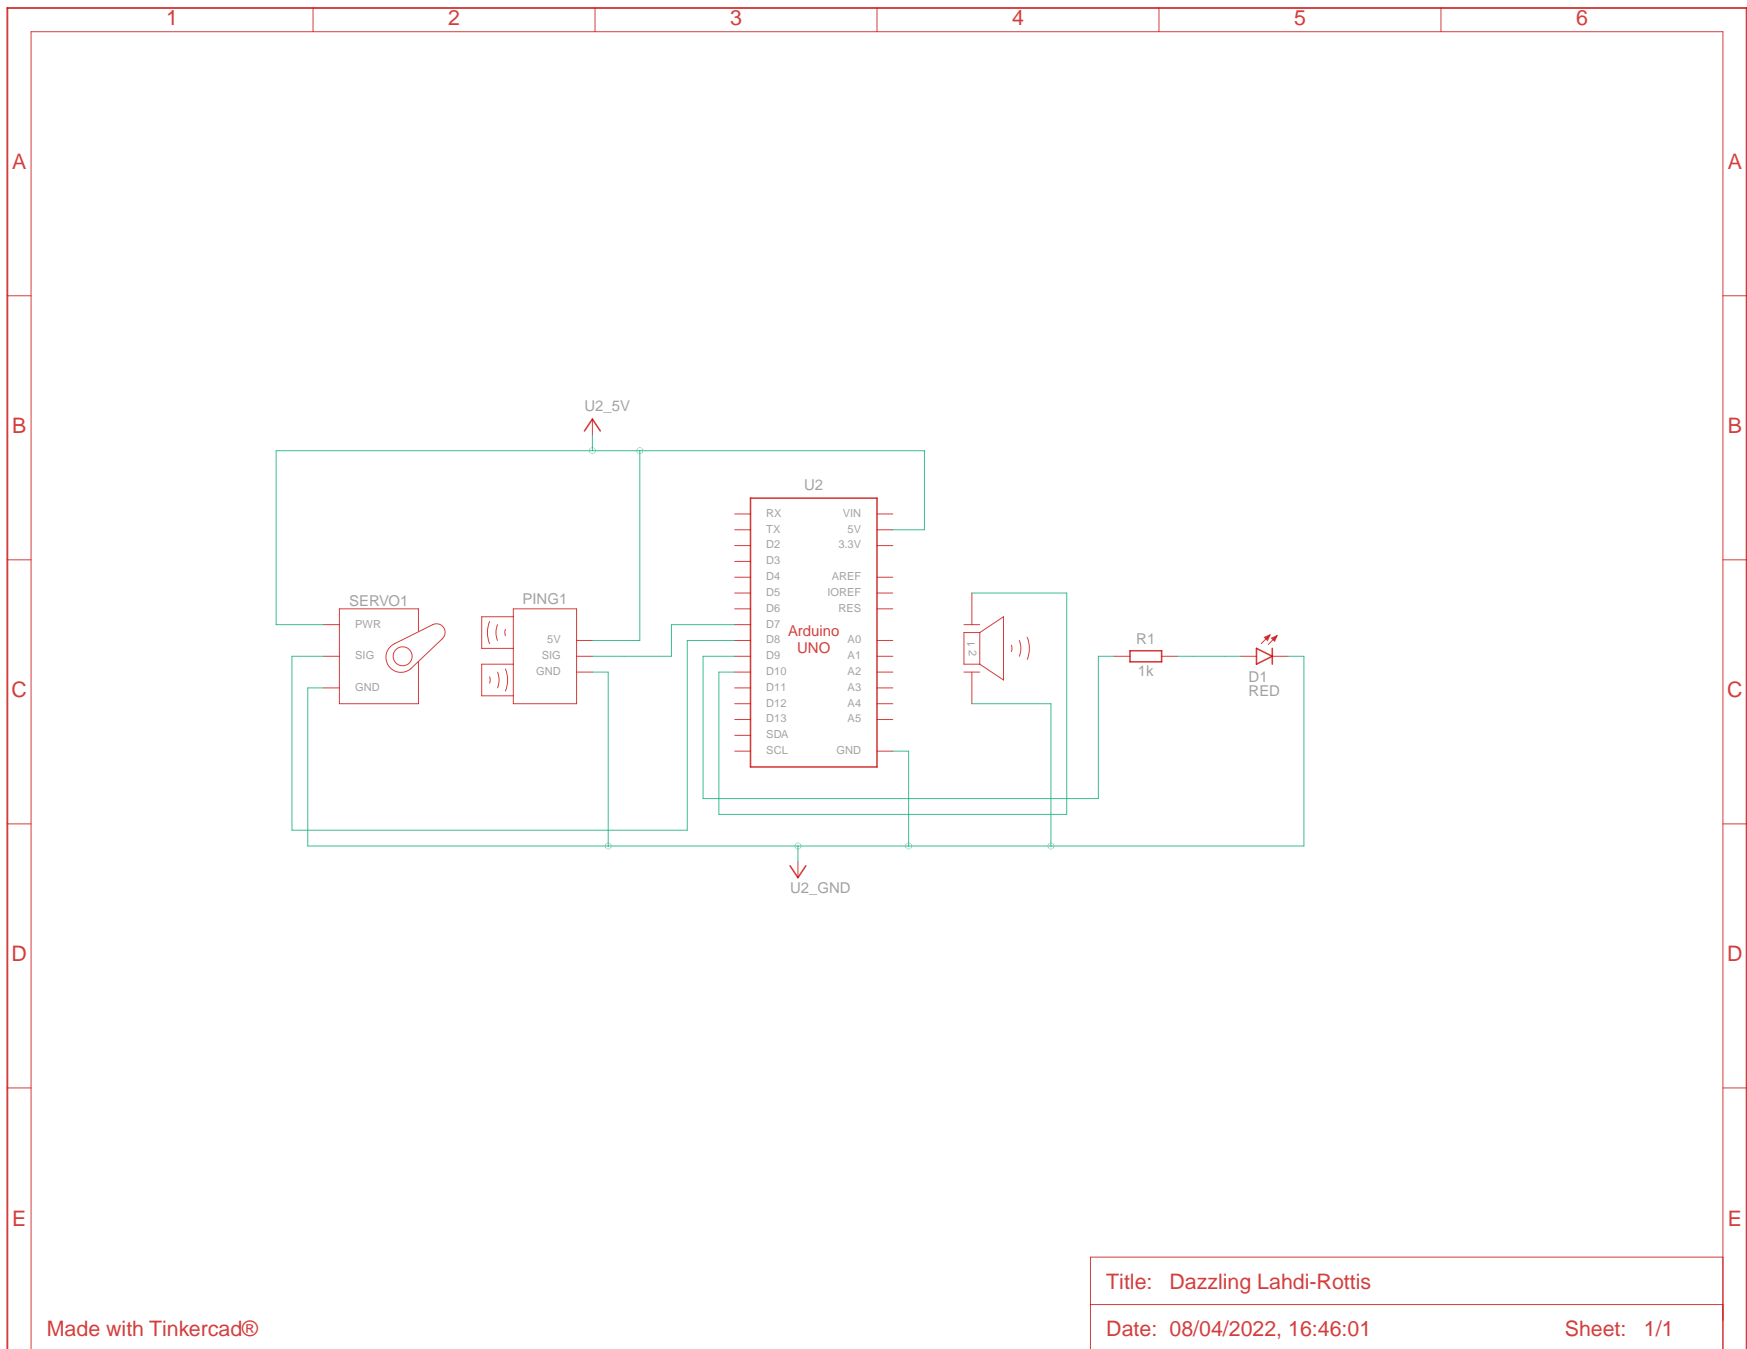 1 2 3 4 5 6
A A
B B
U2_5V
U2
RX VIN
TX 5V
D2 3.3V
D3
D4 AREF
D5 IOREF
D6 RES
D7
D8 A0
D9 A1
D10 A2
D11 A3
D12 A4
D13 A5
SDA
SCL GND
Arduino
UNO
SERVO1
PWR
SIG
GND
PING1
5V
SIG
GND
1 2
R1
1k
D1
RED
C C
U2_GND
D D
E E
Title: Dazzling Lahdi-Rottis
Made with Tinkercad®
Date: 08/04/2022, 16:46:01 Sheet: 1/1